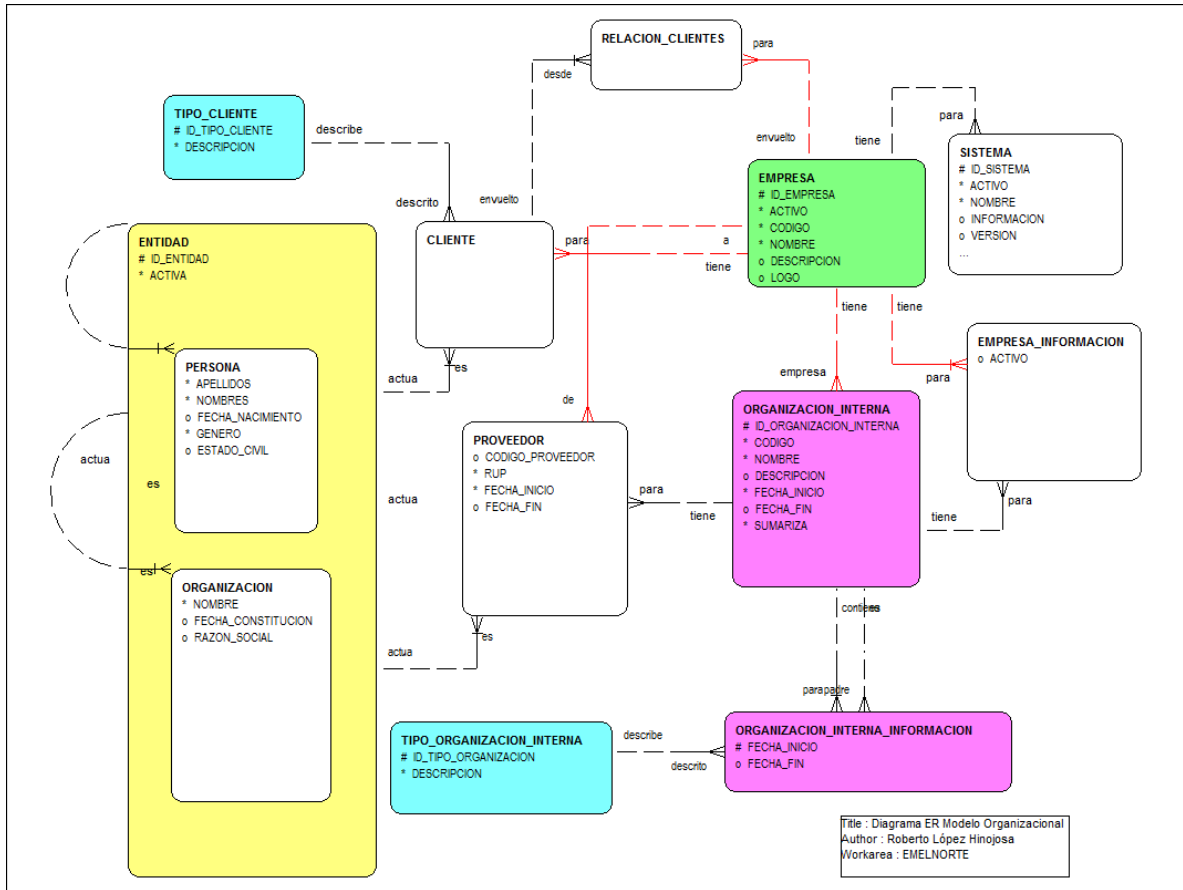 RELACION_CLIENTES
para
desde
TIPO_CLIENTE
# ID_TIPO_CLIENTE
* DESCRIPCION
describe
descrito
envuelto
envuelto
tiene
para
SISTEMA
# ID_SISTEMA
* ACTIVO
* NOMBRE
o INFORMACION
o VERSION
...
EMPRESA
# ID_EMPRESA
* ACTIVO
* CODIGO
* NOMBRE
o DESCRIPCION
o LOGO
CLIENTE
para
a
tiene
ENTIDAD
# ID_ENTIDAD
* ACTIVA
tiene
tiene
EMPRESA_INFORMACION
o ACTIVO
para
PERSONA
* APELLIDOS
* NOMBRES
o FECHA_NACIMIENTO
* GENERO
o ESTADO_CIVIL
actua
es
empresa
de
ORGANIZACION_INTERNA
# ID_ORGANIZACION_INTERNA
* CODIGO
* NOMBRE
o DESCRIPCION
* FECHA_INICIO
o FECHA_FIN
* SUMARIZA
PROVEEDOR
o CODIGO_PROVEEDOR
* RUP
* FECHA_INICIO
o FECHA_FIN
actua
es
actua
para
tiene
tiene
para
es
ORGANIZACION
* NOMBRE
o FECHA_CONSTITUCION
o RAZON_SOCIAL
actua
es
contiene
es
para
padre
TIPO_ORGANIZACION_INTERNA
# ID_TIPO_ORGANIZACION
* DESCRIPCION
describe
descrito
ORGANIZACION_INTERNA_INFORMACION
# FECHA_INICIO
o FECHA_FIN
Title : Diagrama ER Modelo Organizacional
Author : Roberto López Hinojosa
Workarea : EMELNORTE